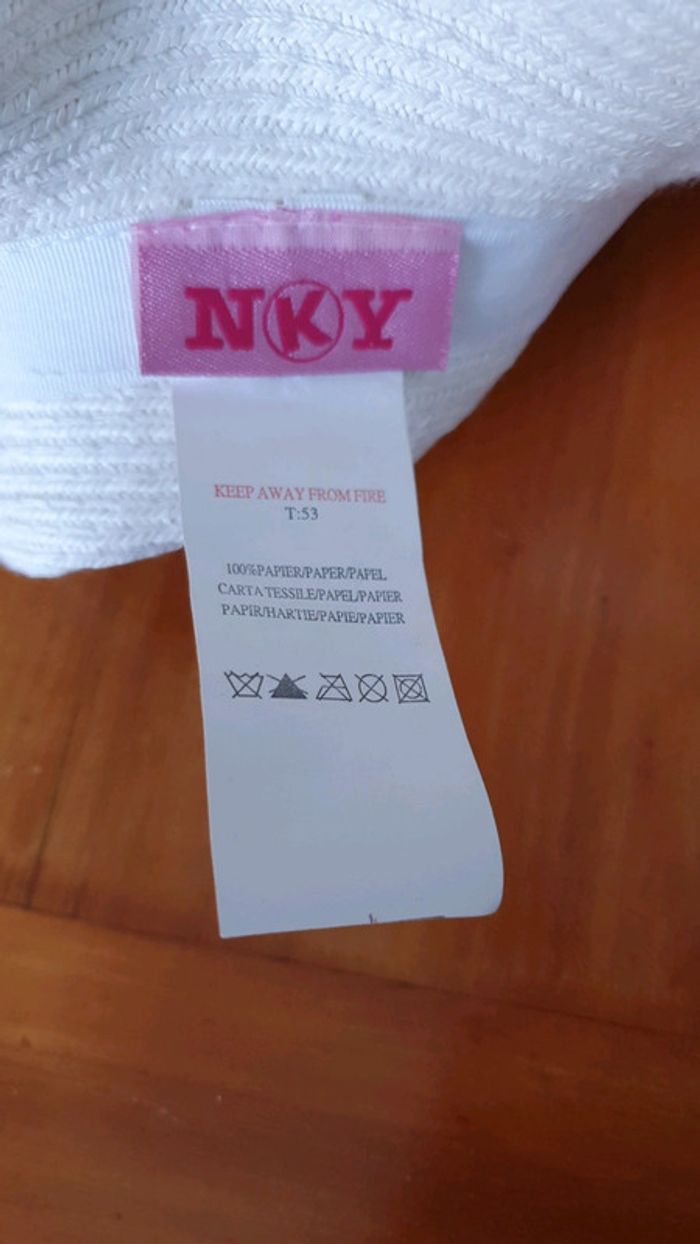 NKY
KEEP AWAY FROM FIRE
T:53
100%PAPIER/PAPER/PAPEL
CARTA TESSILE/PAPEL/PAPIER
PAPIR/HARTIE/PAPIE/PAPIER